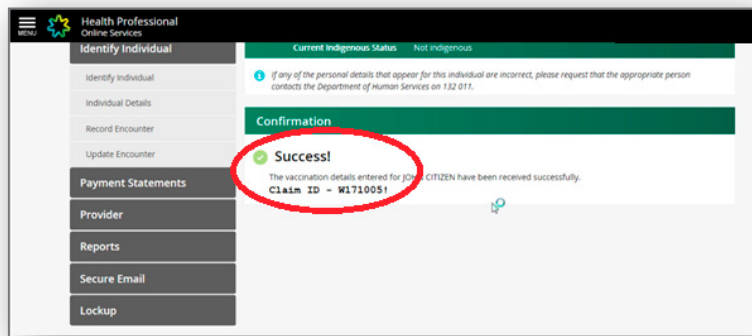 MENU
Health Professional
Online Services
Identify Individual
Identify Individual
Individual Details
Record Encounter
Update Encounter
Payment Statements
Provider
Reports
Secure Email
Lockup
Current Indigenous Status Not indigenous
If any of the personal details that appear for this individual are incorrect, please request that the appropriate person
contacts the Department of Human Services on 132 011.
Confirmation
Success!
The vaccination details entered for JOHN CITIZEN have been received successfully.
Claim ID - W171005!